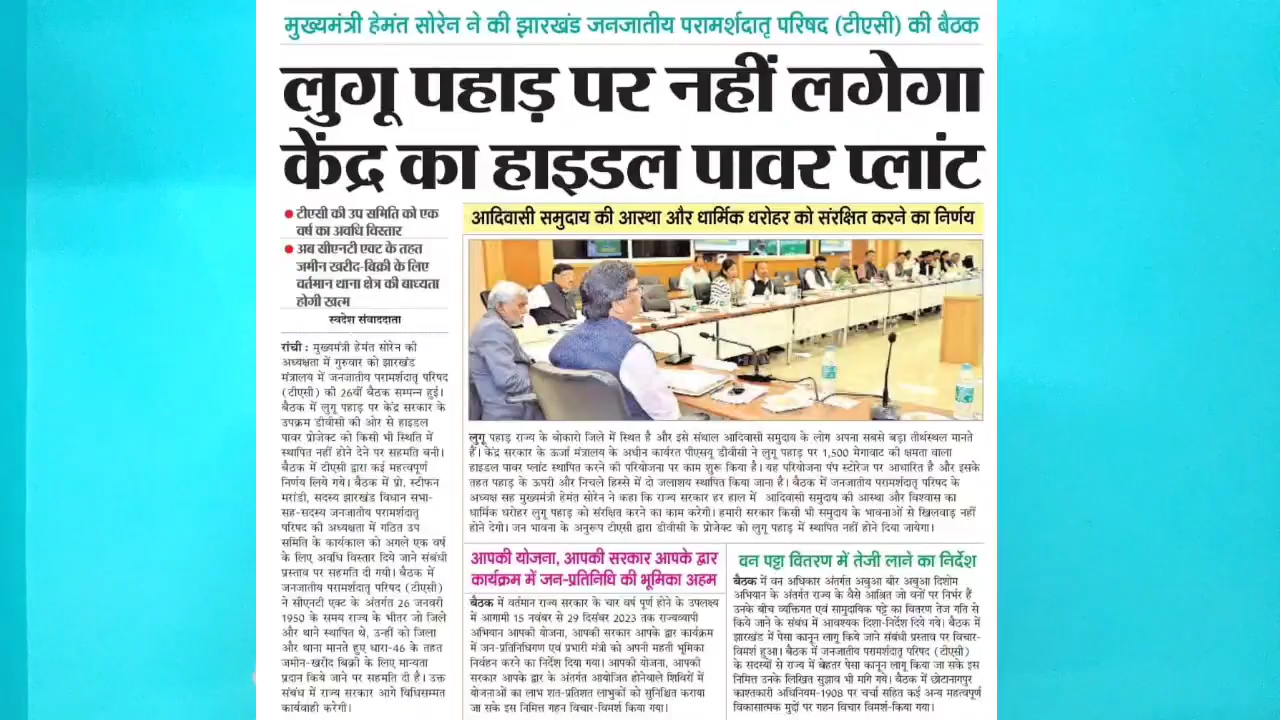 मुख्यमंत्री हेमंत सोरेन ने की झारखंड जनजातीय परामर्शदातृ परिषद (टीएसी) की बैठक
लुगू पहाड़ पर नहीं लगेगा
केंद्र का हाइडल पावर प्लांट
● टीएसी की उप समिति को एक
वर्ष का अवधि विस्तार
● अब सीएनटी एक्ट के तहत
जमीन खरीद-बिक्री के लिए
वर्तमान थाना क्षेत्र की बाध्यता
होगी खत्म
स्वदेश संवाददाता
रांची : मुख्यमंत्री हेमंत सोरेन की
अध्यक्षता में गुरुवार को झारखंड
मंत्रालय में जनजातीय परामर्शदातृ परिषद
(टीएसी) की 26वीं बैठक सम्पन्न हुई।
बैठक में लुगू पहाड़ पर केंद्र सरकार के
उपक्रम डीवीसी की ओर से हाइडल
पावर प्रोजेक्ट को किसी भी स्थिति में
स्थापित नहीं होने देने पर सहमति बनी।
बैठक में टीएसी द्वारा कई महत्वपूर्ण
निर्णय लिये गये। बैठक में प्रो. स्टीफन
मरांडी, सदस्य झारखंड विधान सभा-
सह-सदस्य जनजातीय परामर्शदातृ
परिषद की अध्यक्षता में गठित उप
समिति के कार्यकाल को अगले एक वर्ष
के लिए अवधि विस्तार दिये जाने संबंधी
प्रस्ताव पर सहमति दी गयी। बैठक में
जनजातीय परामर्शदातृ परिषद (टीएसी)
ने सीएनटी एक्ट के अंतर्गत 26 जनवरी
1950 के समय राज्य के भीतर जो जिले
और थाने स्थापित थे, उन्हीं को जिला
और थाना मानते हुए धारा-46 के तहत
जमीन-खरीद बिक्री के लिए मान्यता
प्रदान किये जाने पर सहमति दी है। उक्त
संबंध में राज्य सरकार आगे विधिसम्मत
कार्यवाही करेगी।
आदिवासी समुदाय की आस्था और धार्मिक धरोहर को संरक्षित करने का निर्णय
लुगू पहाड़ राज्य के बोकारो जिले में स्थित है और इसे संथाल आदिवासी समुदाय के लोग अपना सबसे बड़ा तीर्थस्थल मानते
हैं। केंद्र सरकार के ऊर्जा मंत्रालय के अधीन कार्यरत पीएसयू डीवीसी ने लुगू पहाड़ पर 1,500 मेगावाट की क्षमता वाला
हाइडल पावर प्लांट स्थापित करने की परियोजना पर काम शुरू किया है। यह परियोजना पंप स्टोरेज पर आधारित है और इसके
तहत पहाड़ के ऊपरी और निचले हिस्से में दो जलाशय स्थापित किया जाना है। बैठक में जनजातीय परामर्शदातृ परिषद के
अध्यक्ष सह मुख्यमंत्री हेमंत सोरेन ने कहा कि राज्य सरकार हर हाल में आदिवासी समुदाय की आस्था और विश्वास का
धार्मिक धरोहर लुगू पहाड़ को संरक्षित करने का काम करेगी। हमारी सरकार किसी भी समुदाय के भावनाओं से खिलवाड़ नहीं
होने देगी। जन भावना के अनुरूप टीएसी द्वारा डीवीसी के प्रोजेक्ट को लुगू पहाड़ में स्थापित नहीं होने दिया जायेगा।
आपकी योजना, आपकी सरकार आपके द्वार
कार्यक्रम में जन-प्रतिनिधि की भूमिका अहम
बैठक में वर्तमान राज्य सरकार के चार वर्ष पूर्ण होने के उपलक्ष्य
में आगामी 15 नवंबर से 29 दिसंबर 2023 तक राज्यव्यापी
अभियान आपकी योजना, आपकी सरकार आपके द्वार कार्यक्रम
में जन-प्रतिनिधिगण एवं प्रभारी मंत्री को अपनी महती भूमिका
निर्वहन करने का निर्देश दिया गया। आपकी योजना, आपकी
सरकार आपके द्वार के अंतर्गत आयोजित होनेवाले शिविरों में
योजनाओं का लाभ शत-प्रतिशत लाभुकों को सुनिश्चित कराया
जा सके इस निमित्त गहन विचार-विमर्श किया गया।
वन पट्टा वितरण में तेजी लाने का निर्देश
बैठक में वन अधिकार अंतर्गत अबुआ बीर अबुआ दिशोम
अभियान के अंतर्गत राज्य के वैसे आश्रित जो वनों पर निर्भर हैं
उनके बीच व्यक्तिगत एवं सामुदायिक पट्टे का वितरण तेज गति से
किये जाने के संबंध में आवश्यक दिशा-निर्देश दिये गये। बैठक में
झारखंड में पेसा कानून लागू किये जाने संबंधी प्रस्ताव पर विचार-
विमर्श हुआ। बैठक में जनजातीय परामर्शदातृ परिषद (टीएसी)
के सदस्यों से राज्य में बेहतर पेसा कानून लागू किया जा सके इस
निमित्त उनके लिखित सुझाव भी मांगे गये। बैठक में छोटानागपुर
काश्तकारी अधिनियम-1908 पर चर्चा सहित कई अन्य महत्वपूर्ण
विकासात्मक मुद्दों पर गहन विचार विमर्श-किया गया।